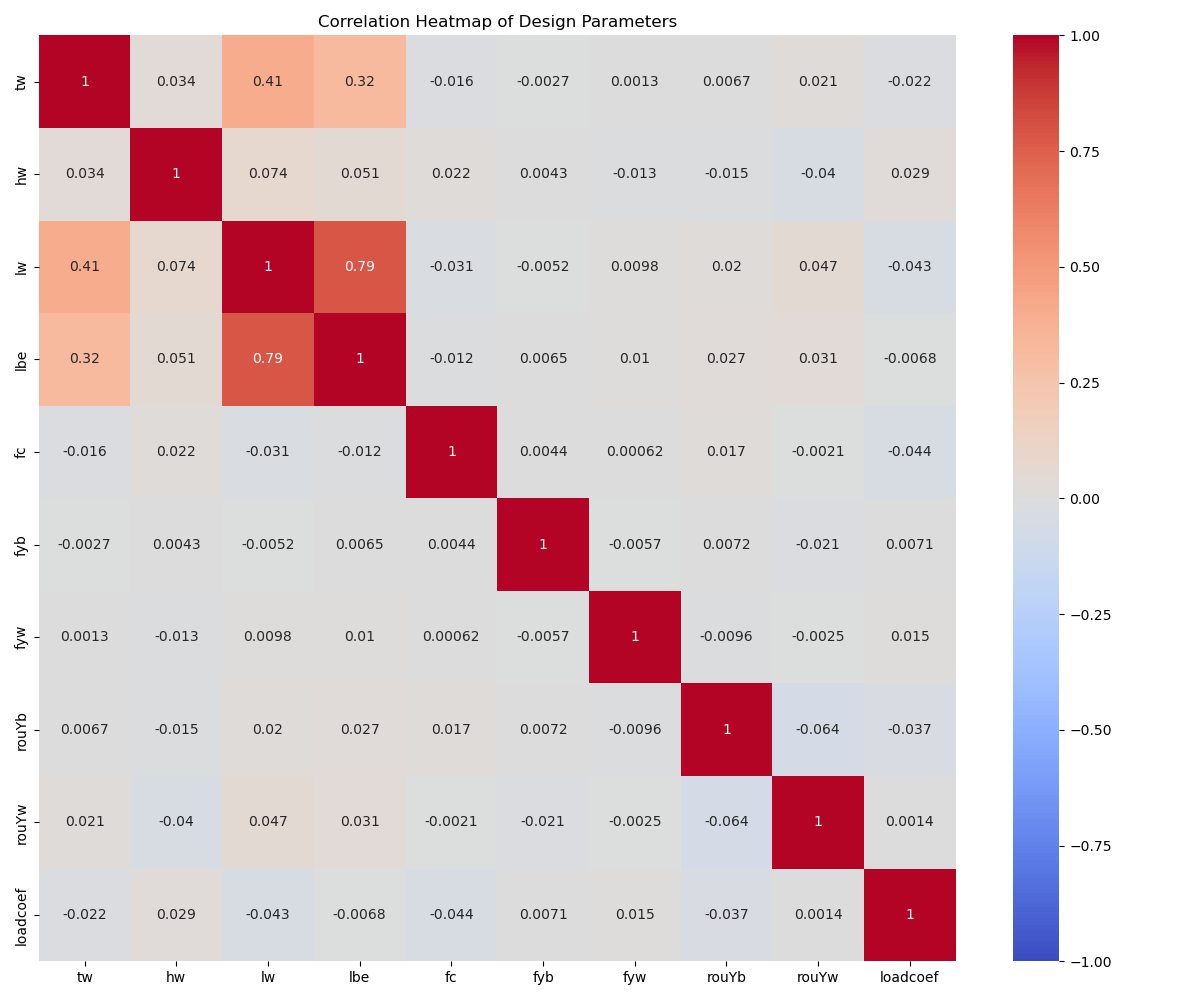 Correlation Heatmap of Design Parameters
tw 1 0.034 0.41 0.32 -0.016 -0.0027 0.0013 0.0067 0.021 -0.022
hw 0.034 1 0.074 0.051 0.022 0.0043 -0.013 -0.015 -0.04 0.029
lw 0.41 0.074 1 0.79 -0.031 -0.0052 0.0098 0.02 0.047 -0.043
lbe 0.32 0.051 0.79 1 -0.012 0.0065 0.01 0.027 0.031 -0.0068
fc -0.016 0.022 -0.031 -0.012 1 0.0044 0.00062 0.017 -0.0021 -0.044
fyb -0.0027 0.0043 -0.0052 0.0065 0.0044 1 -0.0057 0.0072 -0.021 0.0071
fyw 0.0013 -0.013 0.0098 0.01 0.00062 -0.0057 1 -0.0096 -0.0025 0.015
rouYb 0.0067 -0.015 0.02 0.027 0.017 0.0072 -0.0096 1 -0.064 -0.037
rouYw 0.021 -0.04 0.047 0.031 -0.0021 -0.021 -0.0025 -0.064 1 0.0014
loadcoef -0.022 0.029 -0.043 -0.0068 -0.044 0.0071 0.015 -0.037 0.0014 1
tw hw lw lbe fc fyb fyw rouYb rouYw loadcoef
1.00
0.75
0.50
0.25
0.00
−0.25
−0.50
−0.75
−1.00